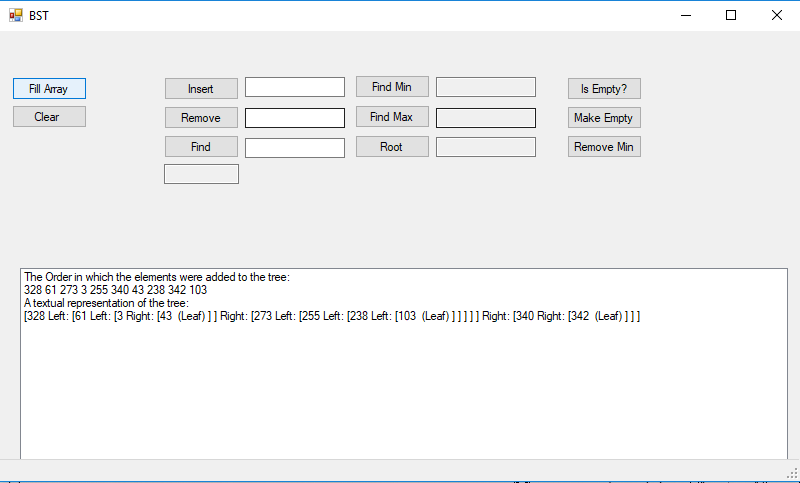 BST
Fill Array
Insert
Find Min
Is Empty?
Clear
Remove
Find Max
Make Empty
Find
Root
Remove Min
The Order in which the elements were added to the tree:
328 61 273 3 255 340 43 238 342 103
A textual representation of the tree:
[328 Left: [61 Left: [3 Right: [43  (Leaf) ] ] Right: [273 Left: [255 Left: [238 Left: [103  (Leaf) ] ] ] ] ] Right: [340 Right: [342  (Leaf) ] ] ]